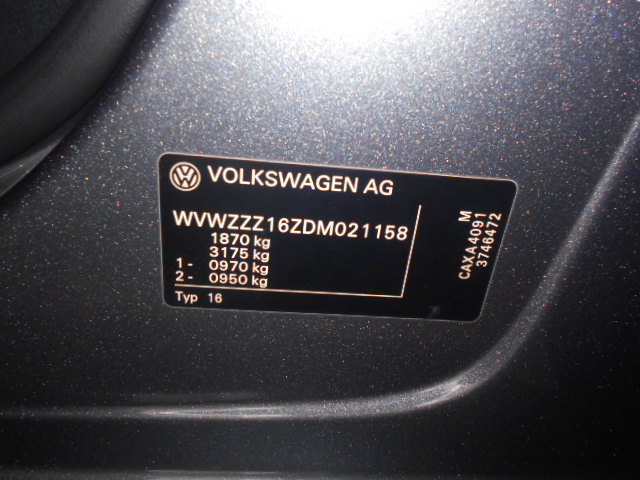 VOLKSWAGEN AG
WVWZZZ16ZDM021158
1870 kg
3175 kg
1 - 0970 kg
2 - 0950 kg
Typ 16
M
CAXA4091
3746472